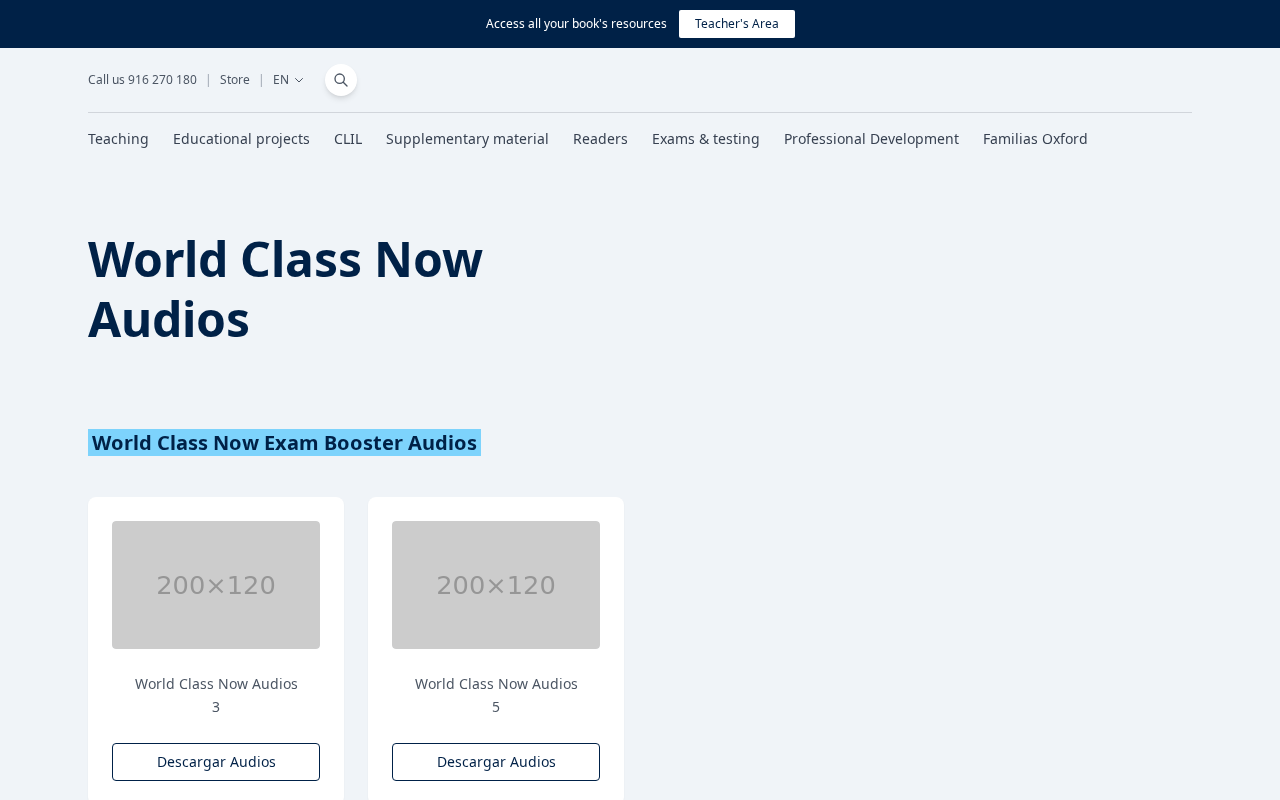 Access all your book's resources Teacher's Area
Call us 916 270 180 | Store | EN
Teaching Educational projects CLIL Supplementary material Readers Exams & testing Professional Development Familias Oxford
World Class Now
Audios
World Class Now Exam Booster Audios
200×120
World Class Now Audios
3
Descargar Audios
200×120
World Class Now Audios
5
Descargar Audios